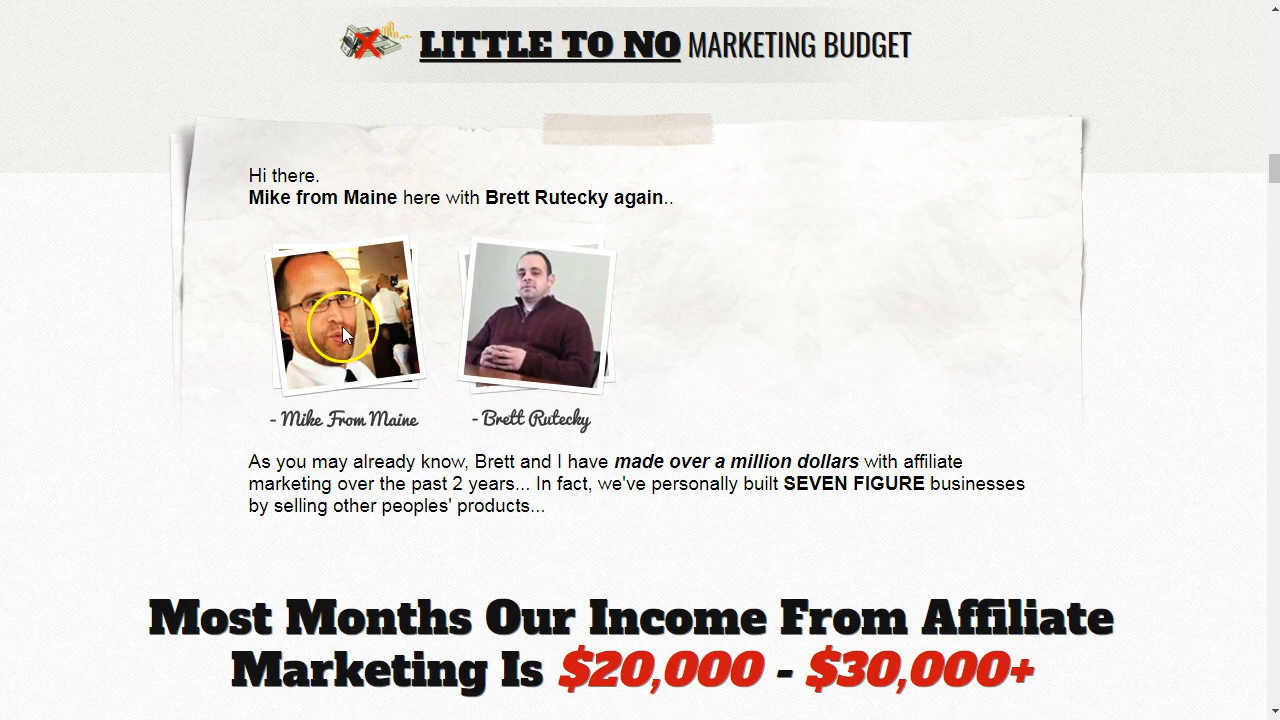 LITTLE TO NO MARKETING BUDGET
Hi there.
Mike from Maine here with Brett Rutecky again..
- Mike From Maine
- Brett Rutecky
As you may already know, Brett and I have made over a million dollars with affiliate
marketing over the past 2 years... In fact, we've personally built SEVEN FIGURE businesses
by selling other peoples' products...
Most Months Our Income From Affiliate
Marketing Is $20,000 - $30,000+